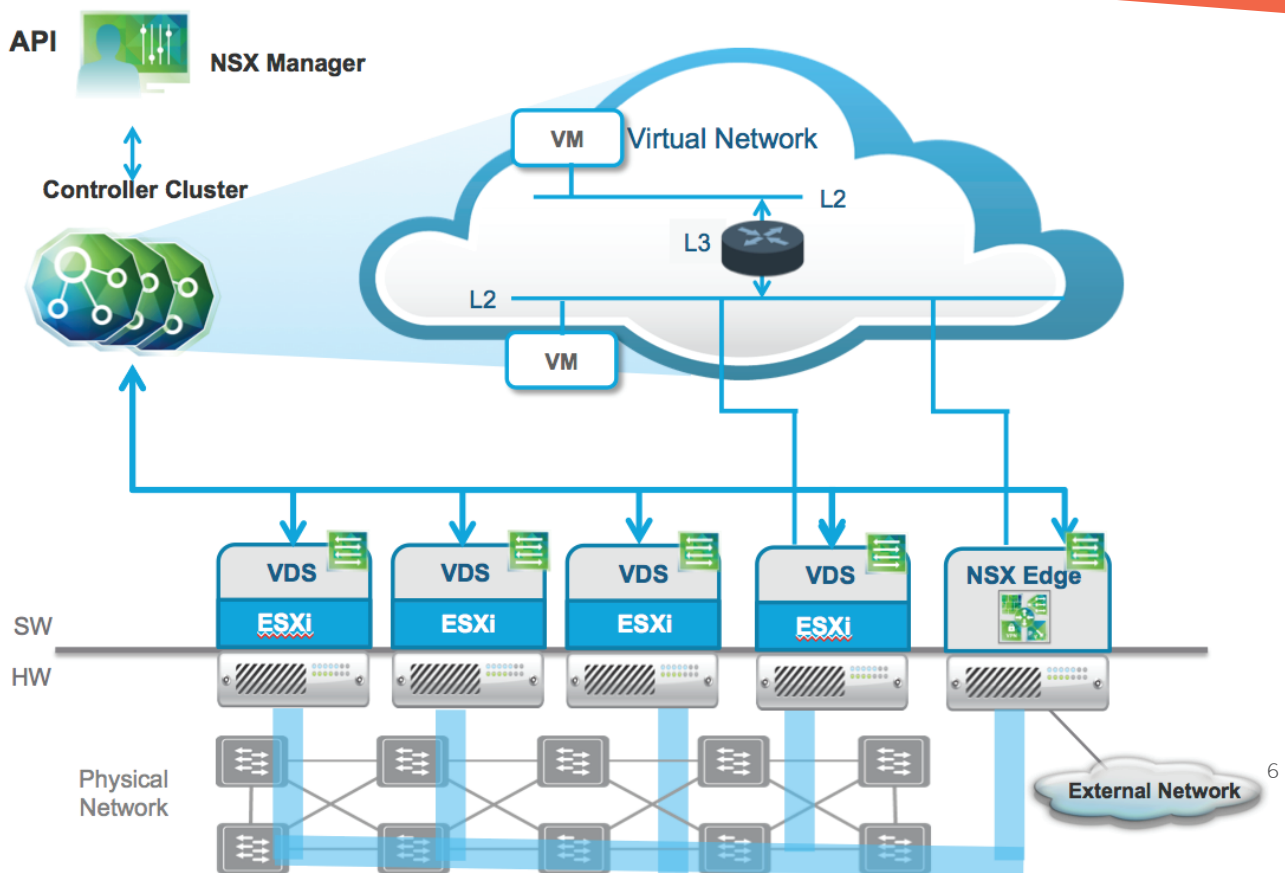 API
NSX Manager
Controller Cluster
VM
Virtual Network
L2
L3
L2
VM
VDS
VDS
VDS
VDS
NSX Edge
ESXi
ESXi
ESXi
ESXi
SW
HW
Physical
Network
External Network
6